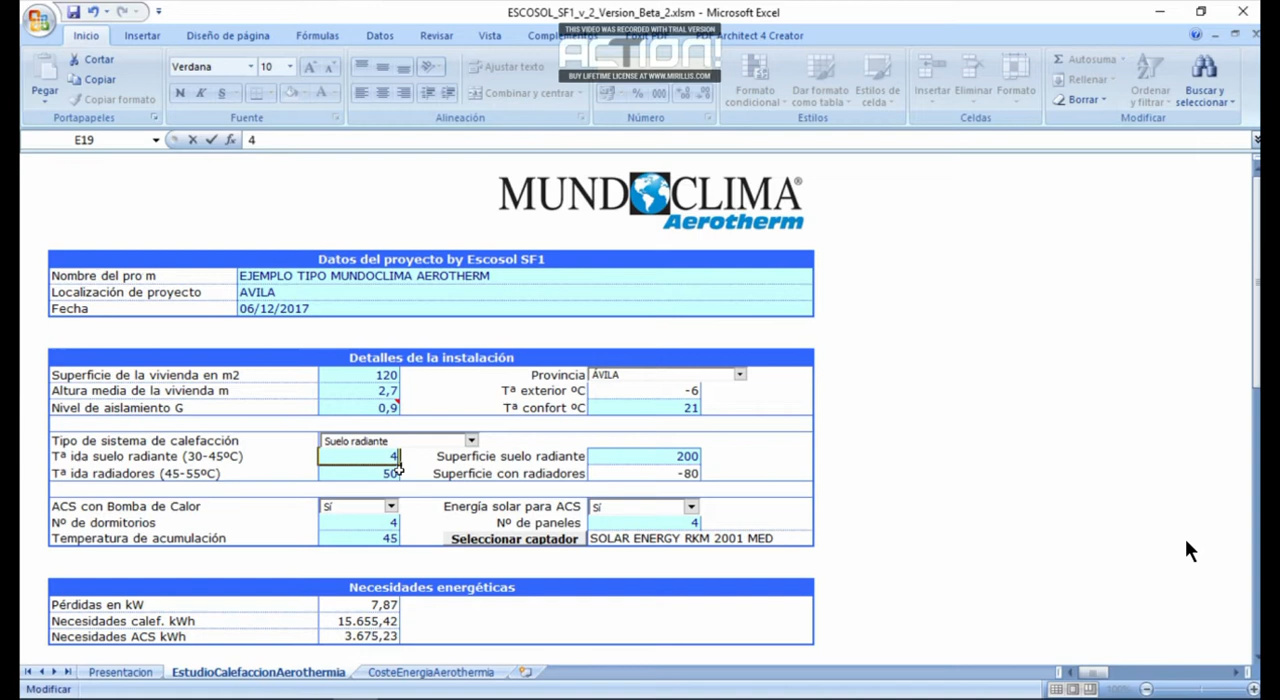 ESCOSOL_SF1_v_2_Version_Beta_2.xlsm - Microsoft Excel
Inicio Insertar Diseño de página Fórmulas Datos Revisar Vista PDF Architect 4 Creator
THIS VIDEO WAS RECORDED WITH TRIAL VERSION
ACTION!
BUY LIFETIME LICENSE AT WWW.MIRILLIS.COM
Pegar
Cortar
Copiar
Copiar formato
Portapapeles
Verdana 10
N K S
Fuente
Ajustar texto
Combinar y centrar
Alineación
% 000
Número
Formato condicional
Dar formato como tabla
Estilos de celda
Estilos
Insertar Eliminar Formato
Celdas
Autosuma
Rellenar
Borrar
Ordenar y filtrar
Buscar y seleccionar
Modificar
E19 fx 4
MUNDOCLIMA®
Aerotherm
Datos del proyecto by Escosol SF1
Nombre del pro m EJEMPLO TIPO MUNDOCLIMA AEROTHERM
Localización de proyecto AVILA
Fecha 06/12/2017
Detalles de la instalación
Superficie de la vivienda en m2 120 Provincia ÁVILA
Altura media de la vivienda m 2,7 Tª exterior ºC -6
Nivel de aislamiento G 0,9 Tª confort ºC 21
Tipo de sistema de calefacción Suelo radiante
Tª ida suelo radiante (30-45ºC) 4 Superficie suelo radiante 200
Tª ida radiadores (45-55ºC) 50 Superficie con radiadores -80
ACS con Bomba de Calor Sí Energía solar para ACS Sí
Nº de dormitorios 4 Nº de paneles 4
Temperatura de acumulación 45 Seleccionar captador SOLAR ENERGY RKM 2001 MED
Necesidades energéticas
Pérdidas en kW 7,87
Necesidades calef. kWh 15.655,42
Necesidades ACS kWh 3.675,23
Presentacion EstudioCalefaccionAerothermia CosteEnergiaAerothermia
Modificar 100%